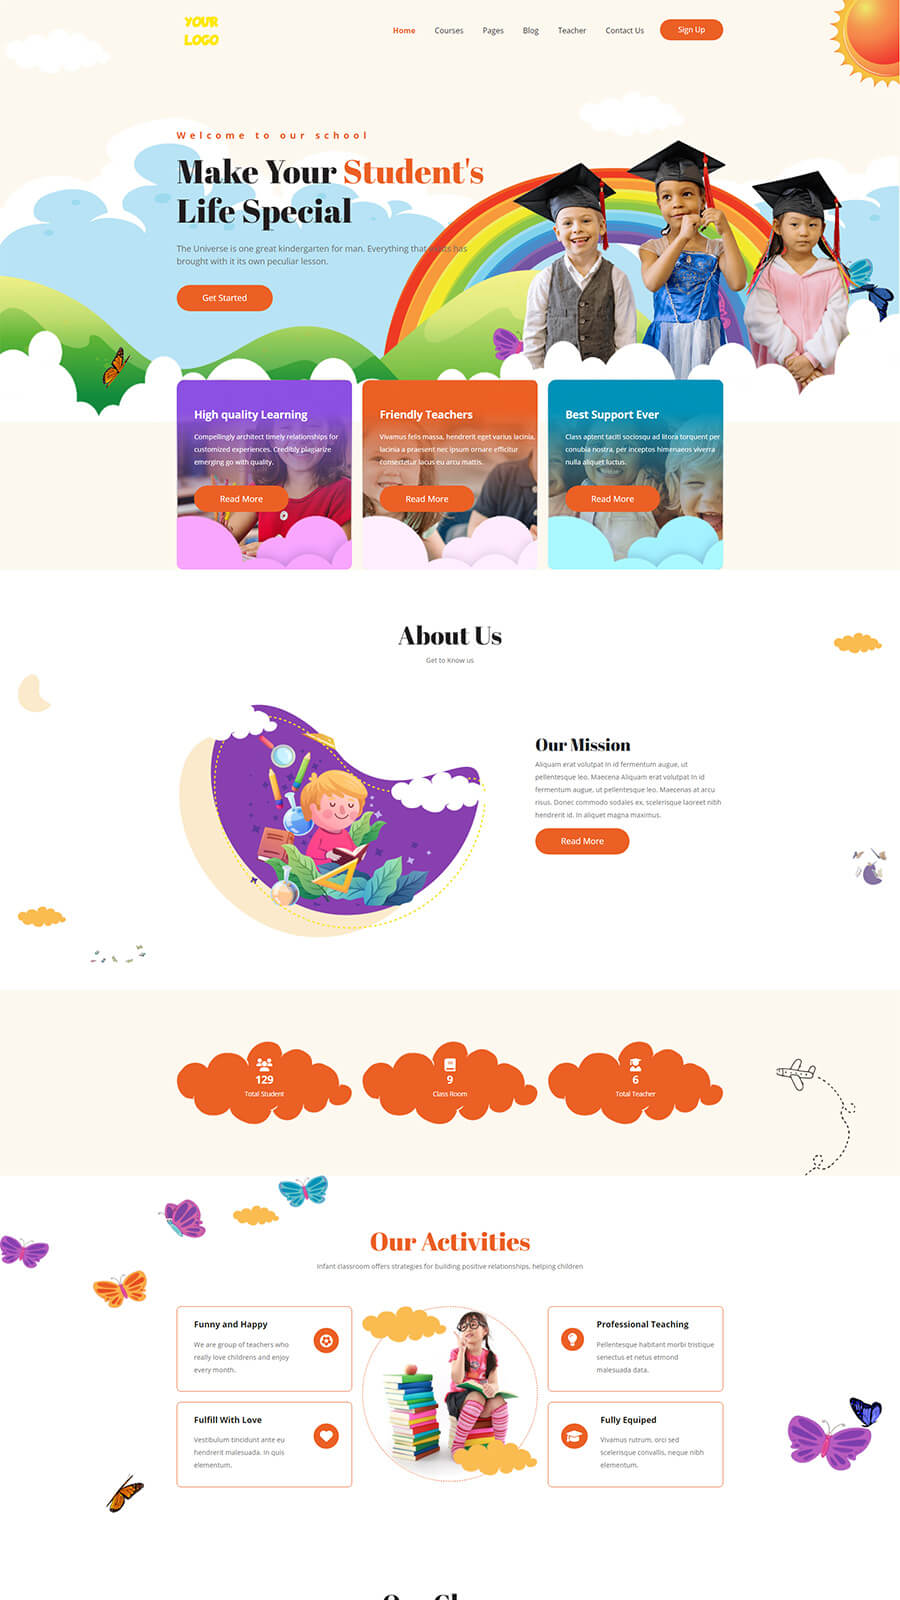 YOUR
LOGO
Home Courses Pages Blog Teacher Contact Us Sign Up
Welcome to our school
Make Your Student's
Life Special
The Universe is one great kindergarten for man. Everything that exists has
brought with it its own peculiar lesson.
Get Started
High quality Learning
Compellingly architect timely relationships for
customized experiences. Credibly plagiarize
emerging go with quality.
Read More
Friendly Teachers
Vivamus felis massa, hendrerit eget varius lacinia,
lacinia a praesent nec ipsum ornare efficitur
consectetur lacus eu arcu mattis.
Read More
Best Support Ever
Class aptent taciti sociosqu ad litora torquent per
conubia nostra, per inceptos himenaeos viverra
nulla aliquet luctus.
Read More
About Us
Get to Know us
Our Mission
Aliquam erat volutpat In id fermentum augue, ut
pellentesque leo. Maecena Aliquam erat volutpat In id
fermentum augue, ut pellentesque leo. Maecenas at arcu
risus. Donec commodo sodales ex, scelerisque laoreet nibh
hendrerit id. In aliquet magna maximus.
Read More
129
Total Student
9
Class Room
6
Total Teacher
Our Activities
Infant classroom offers strategies for building positive relationships, helping children
Funny and Happy
We are group of teachers who
really love childrens and enjoy
every month.
Professional Teaching
Pellentesque habitant morbi tristique
senectus et netus etmond
malesuada data.
Fulfill With Love
Vestibulum tincidunt ante eu
hendrerit malesuada. In quis
elementum.
Fully Equiped
Vivamus rutrum, orci sed
scelerisque convallis, neque nibh
elementum.